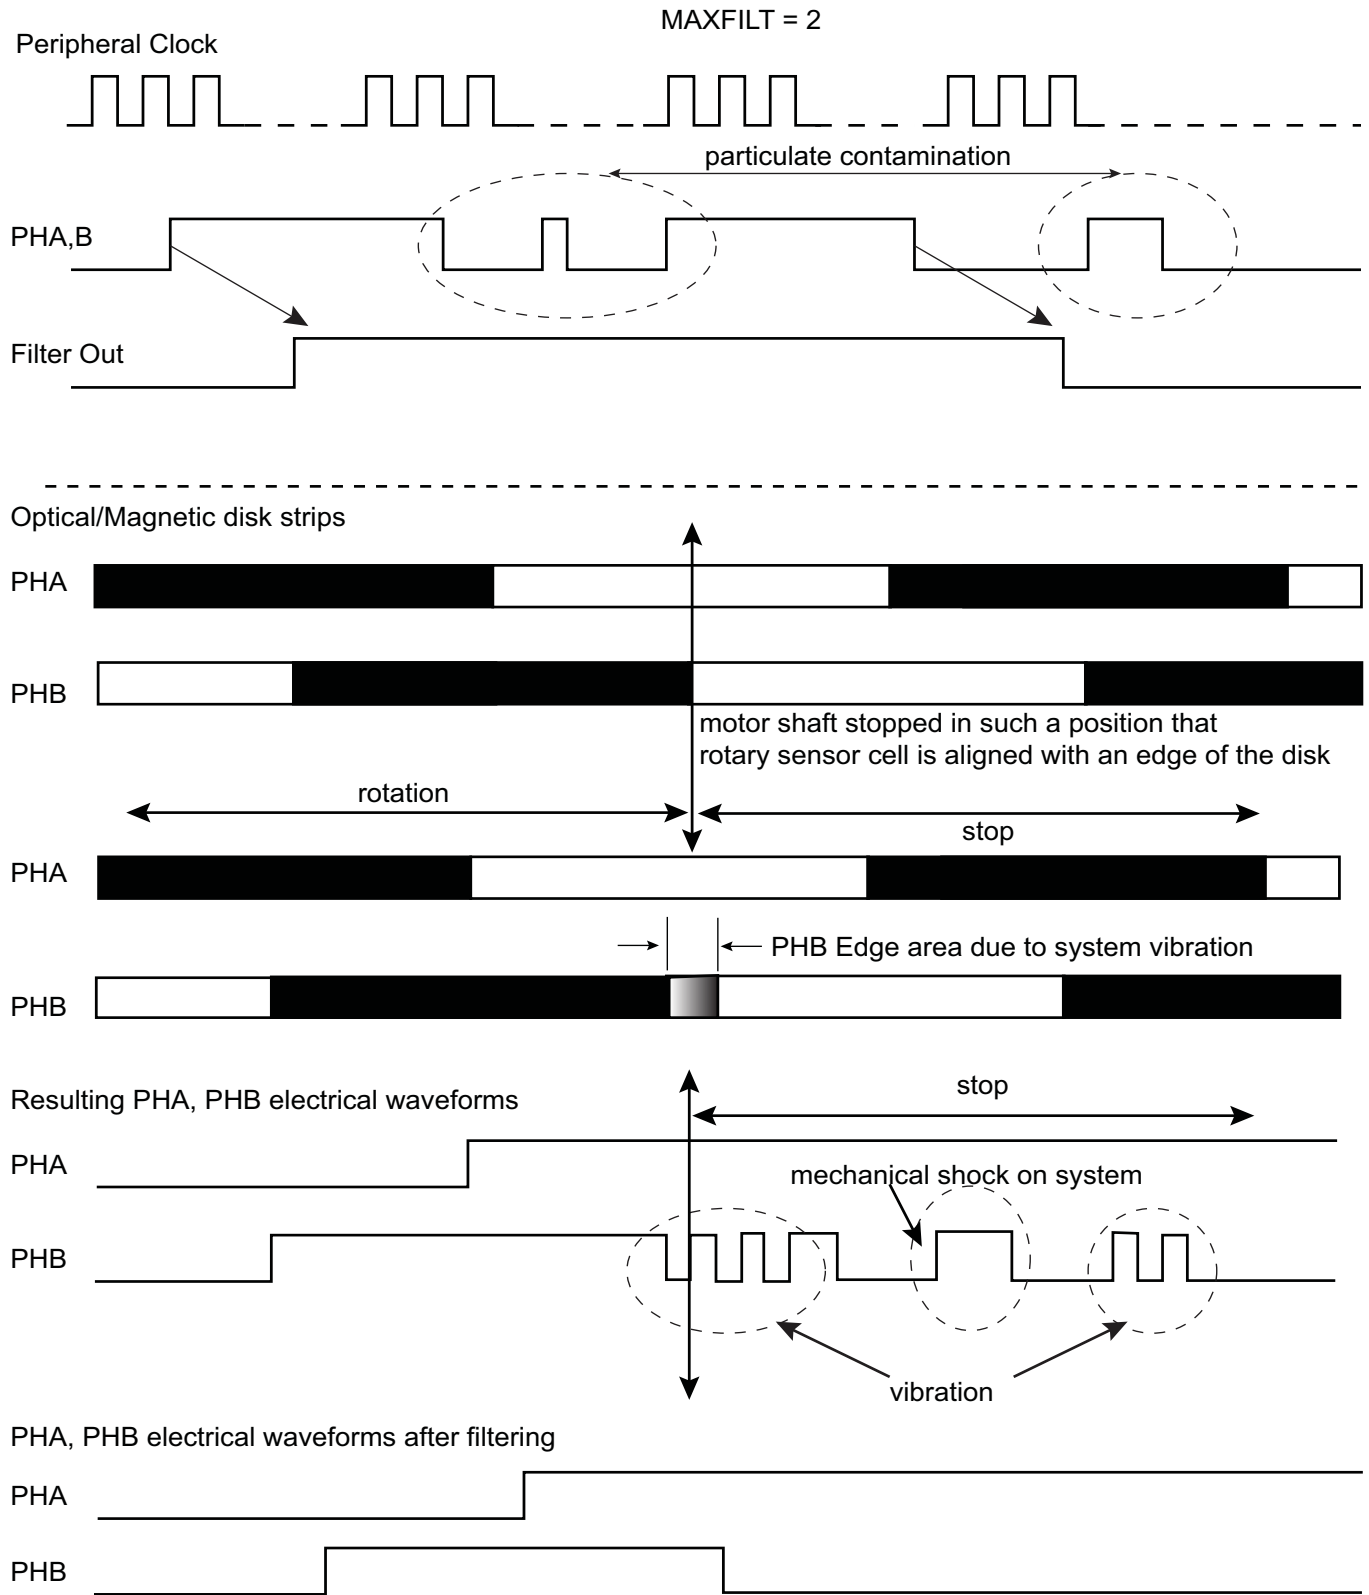 MAXFILT = 2
Peripheral Clock
particulate contamination
PHA,B
Filter Out
Optical/Magnetic disk strips
PHA
PHB
motor shaft stopped in such a position that
rotary sensor cell is aligned with an edge of the disk
rotation
stop
PHA
PHB Edge area due to system vibration
PHB
stop
Resulting PHA, PHB electrical waveforms
PHA
mechanical shock on system
PHB
vibration
PHA, PHB electrical waveforms after filtering
PHA
PHB